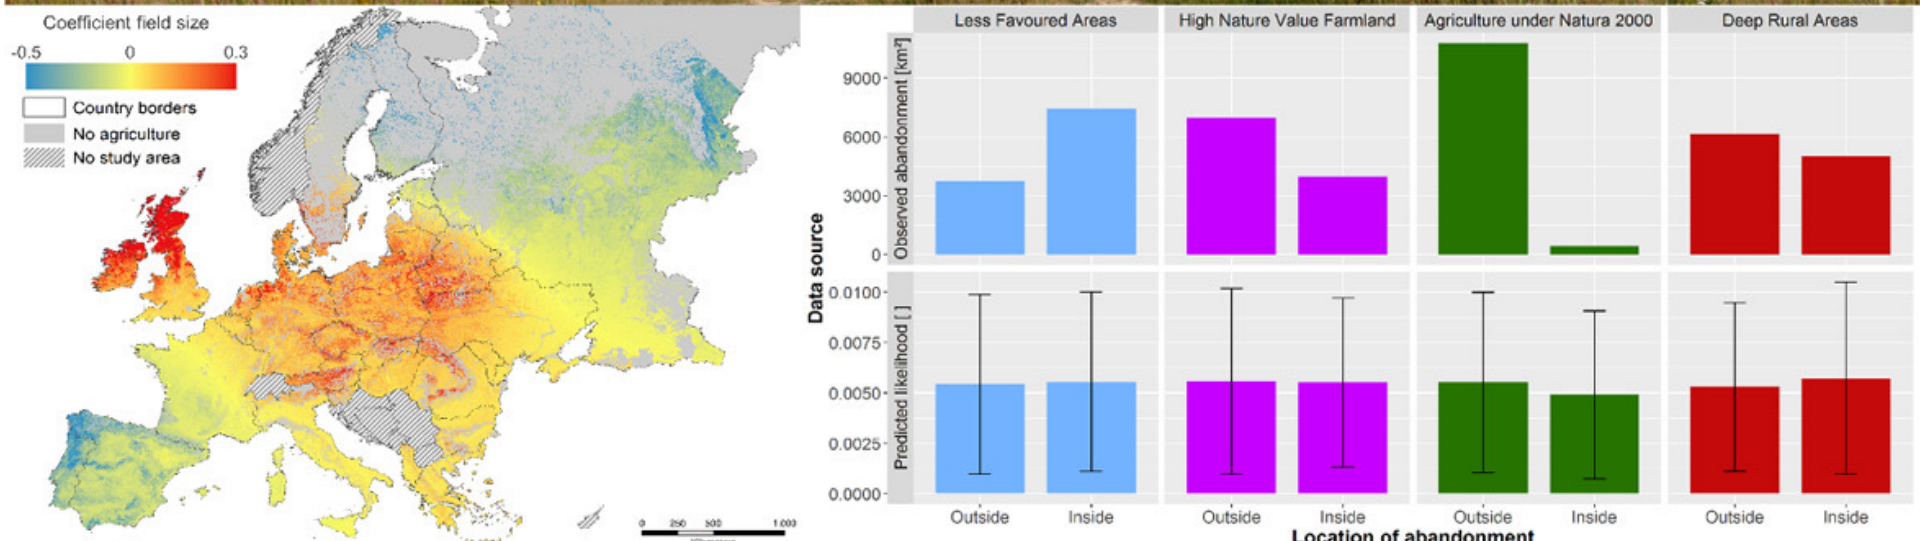 Coefficient field size
-0.5 0 0.3
Country borders
No agriculture
No study area
0 250 500 1 000
Data source
Less Favoured Areas
High Nature Value Farmland
Agriculture under Natura 2000
Deep Rural Areas
Observed abandonment [km²]
9000
6000
3000
0
Predicted likelihood [ ]
0.0100
0.0075
0.0050
0.0025
0.0000
Outside Inside Outside Inside Outside Inside Outside Inside
Location of abandonment